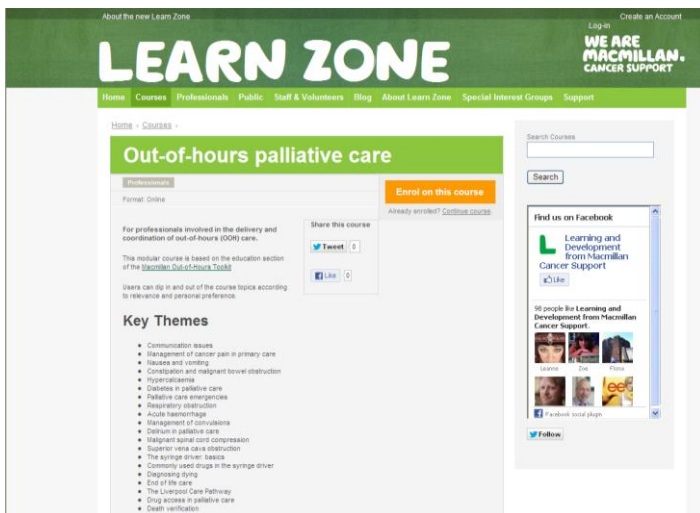 About the new Learn Zone
Create an Account
Log-in
LEARN ZONE
WE ARE
MACMILLAN.
CANCER SUPPORT
Home Courses Professionals Public Staff & Volunteers Blog About Learn Zone Special Interest Groups Support
Home › Courses ›
Out-of-hours palliative care
Professionals
Format: Online
Enrol on this course
Already enrolled? Continue course.
For professionals involved in the delivery and
coordination of out-of-hours (OOH) care.
This modular course is based on the education section
of the Macmillan Out-of-Hours Toolkit
Users can dip in and out of the course topics according
to relevance and personal preference.
Share this course
Tweet 0
Like 0
Key Themes
Communication issues
Management of cancer pain in primary care
Nausea and vomiting
Constipation and malignant bowel obstruction
Hypercalcaemia
Diabetes in palliative care
Palliative care emergencies
Respiratory obstruction
Acute haemorrhage
Management of convulsions
Delirium in palliative care
Malignant spinal cord compression
Superior vena cava obstruction
The syringe driver: basics
Commonly used drugs in the syringe driver
Diagnosing dying
End of life care
The Liverpool Care Pathway
Drug access in palliative care
Death verification
Search Courses
Search
Find us on Facebook
Learning and
Development
from Macmillan
Cancer Support
Like
98 people like Learning and
Development from Macmillan
Cancer Support.
Leanne Zoe Fiona
Facebook social plugin
Follow